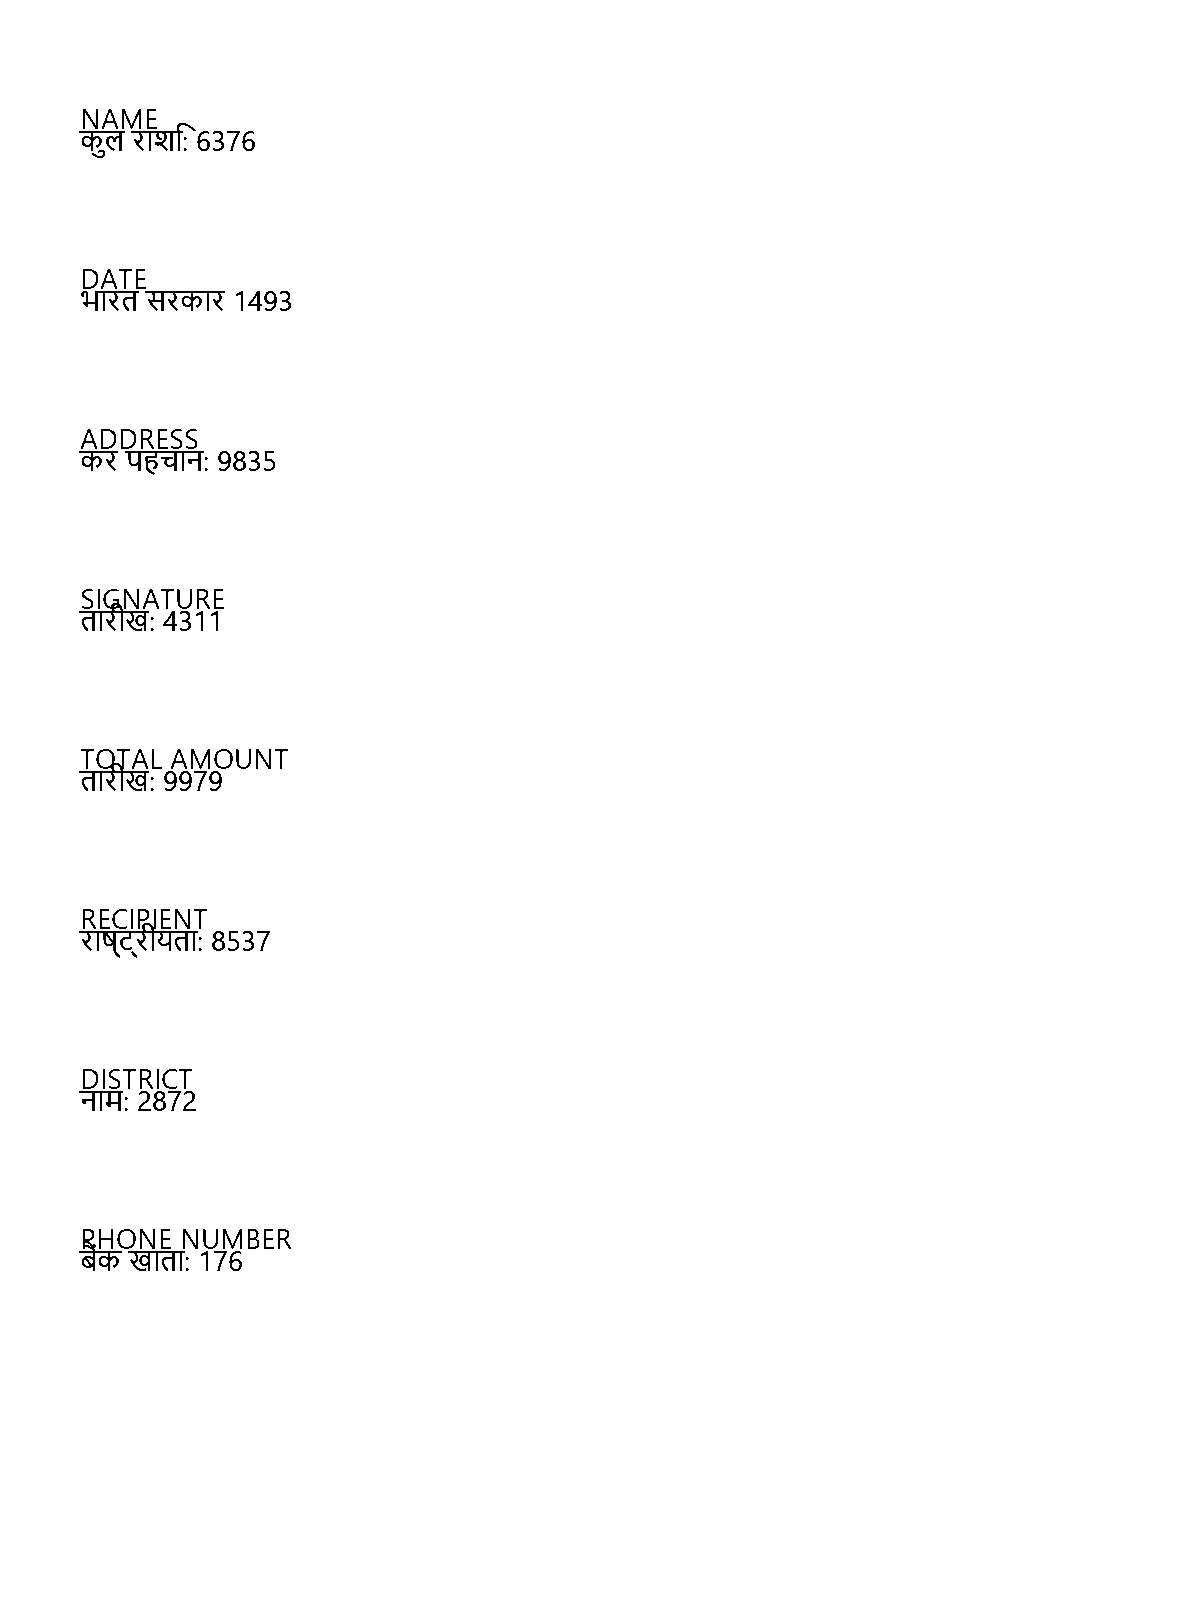 NAME
कुल राशि: 6376
DATE
भारत सरकार 1493
ADDRESS
कर पहचान: 9835
SIGNATURE
तारीख: 4311
TOTAL AMOUNT
तारीख: 9979
RECIPIENT
राष्ट्रीयता: 8537
DISTRICT
नाम: 2872
PHONE NUMBER
बैंक खाता: 176